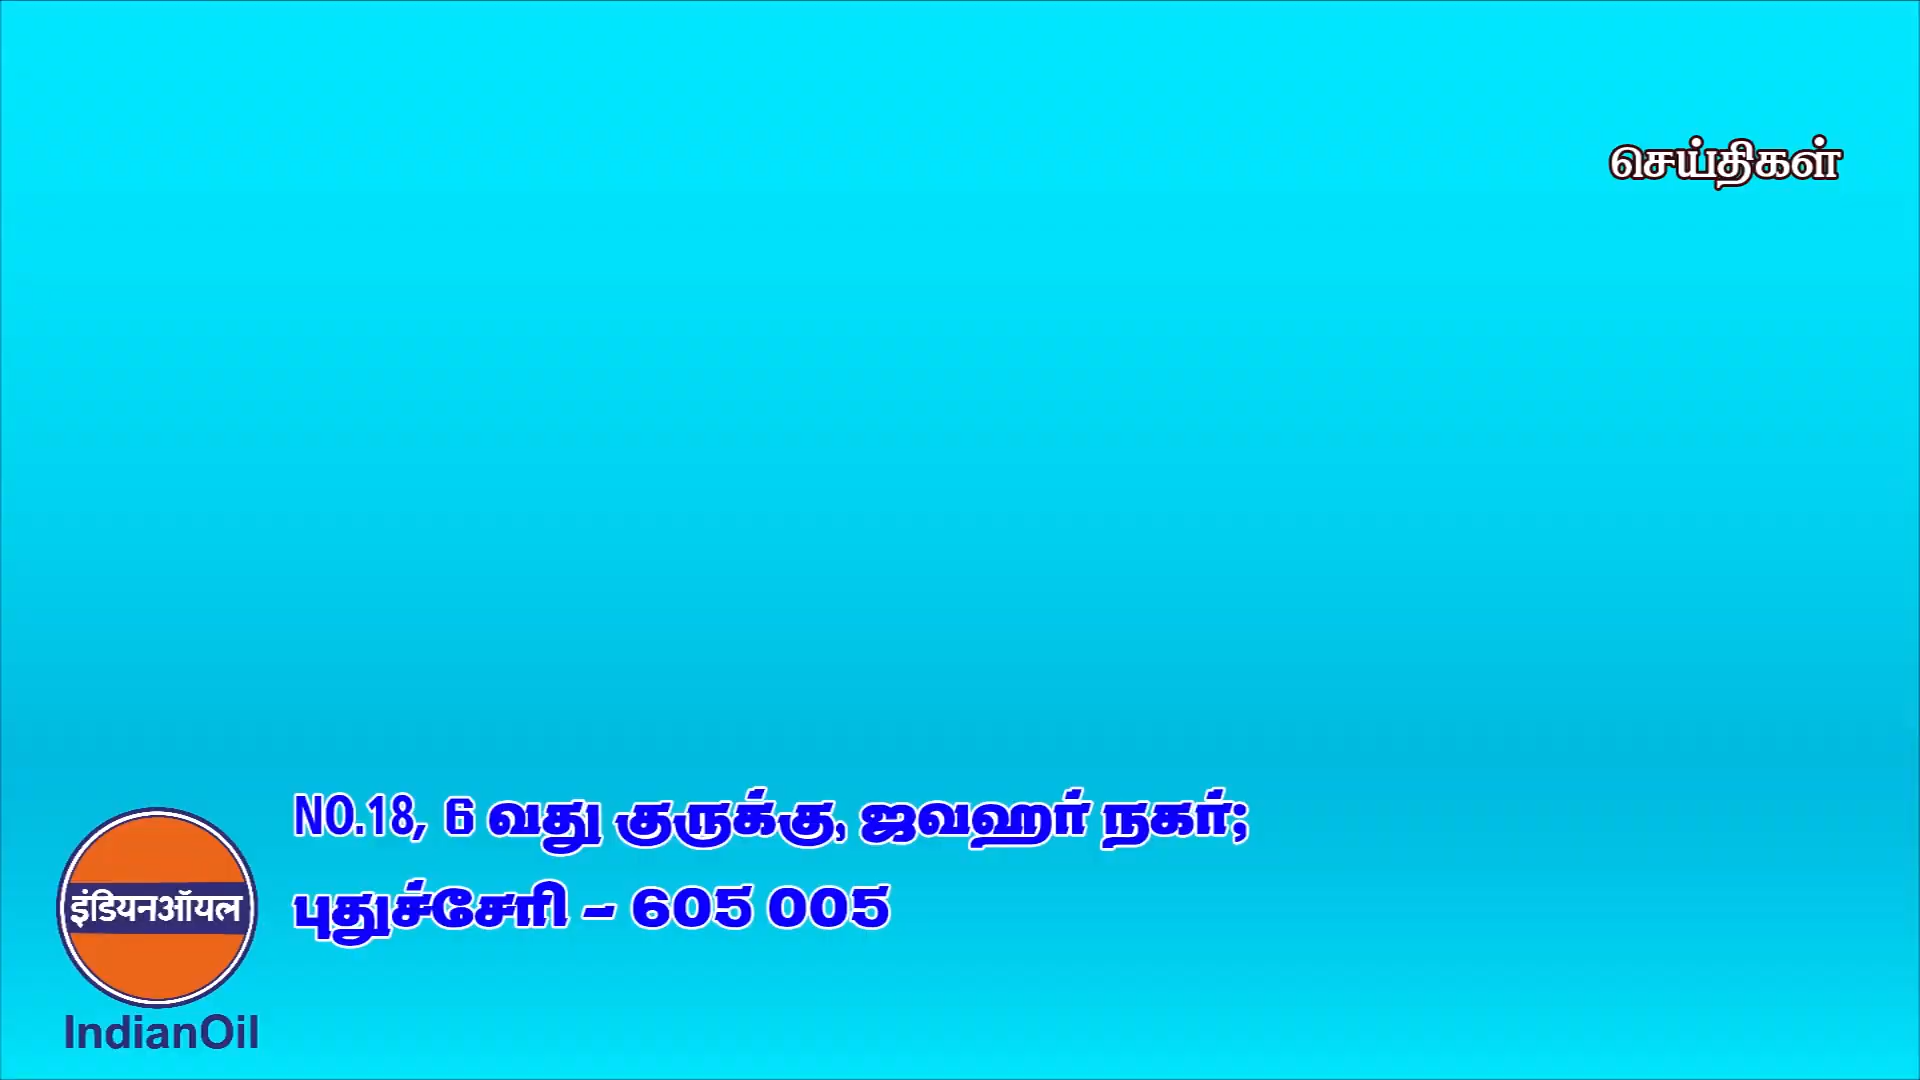 செய்திகள்
NO.18, 6 வது குருக்கு, ஜவஹர் நகர்;
புதுச்சேரி - 605 005
इंडियनऑयल
IndianOil